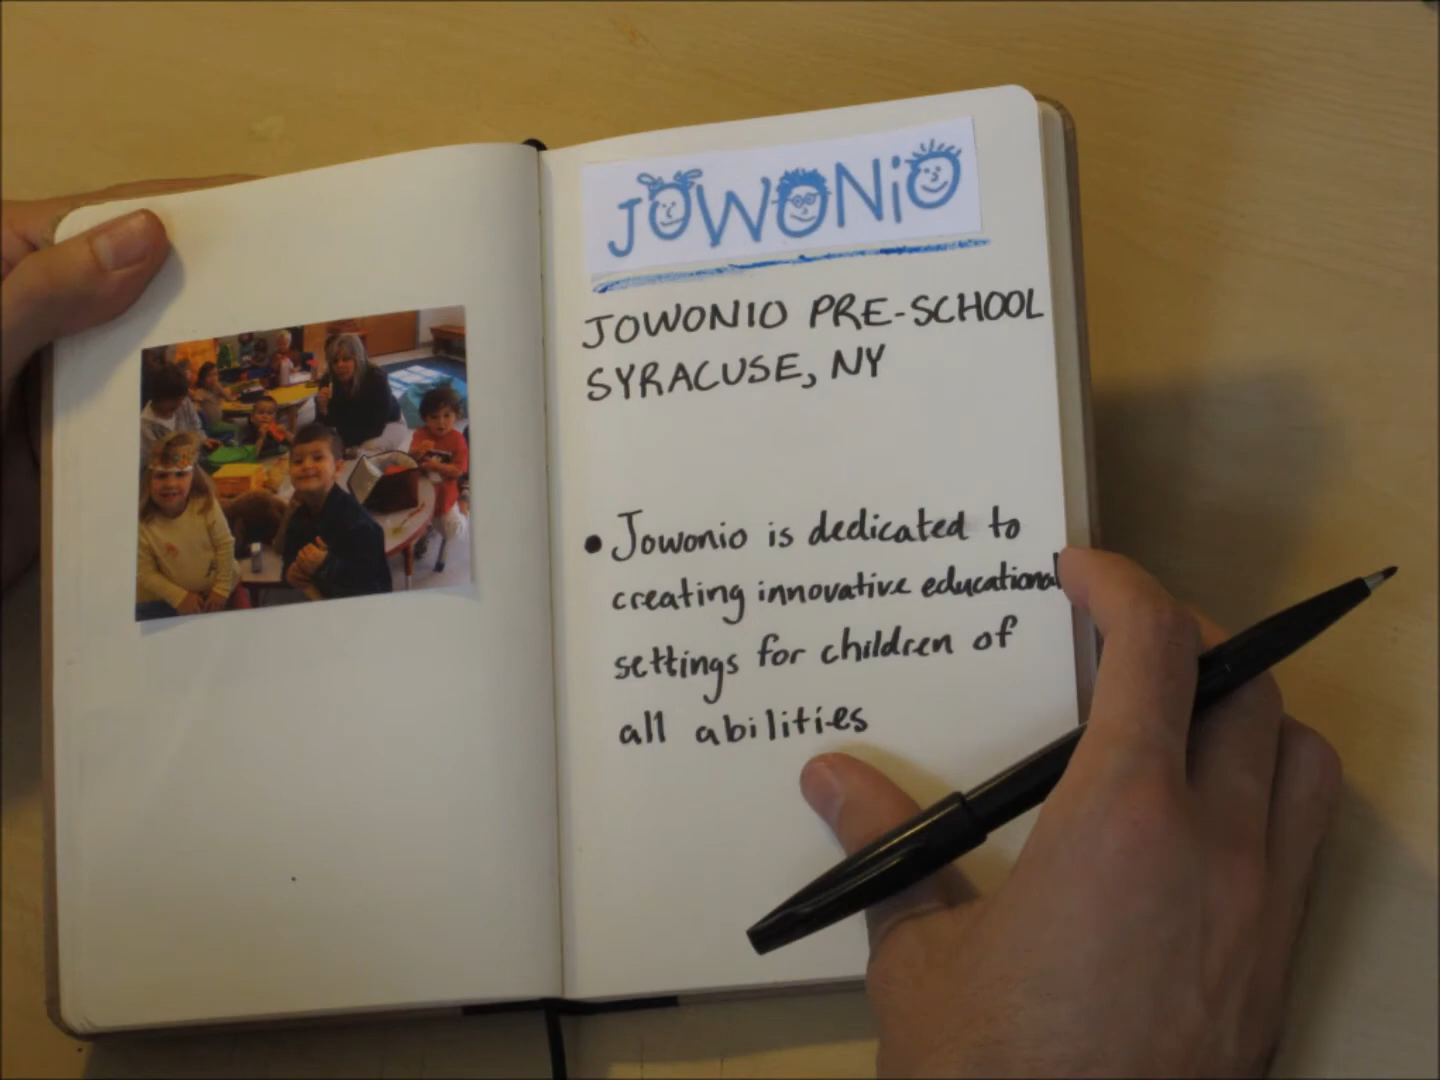 JOWONiO
JOWONIO PRE-SCHOOL
SYRACUSE, NY
• Jowonio is dedicated to
creating innovative educational
settings for children of
all abilities